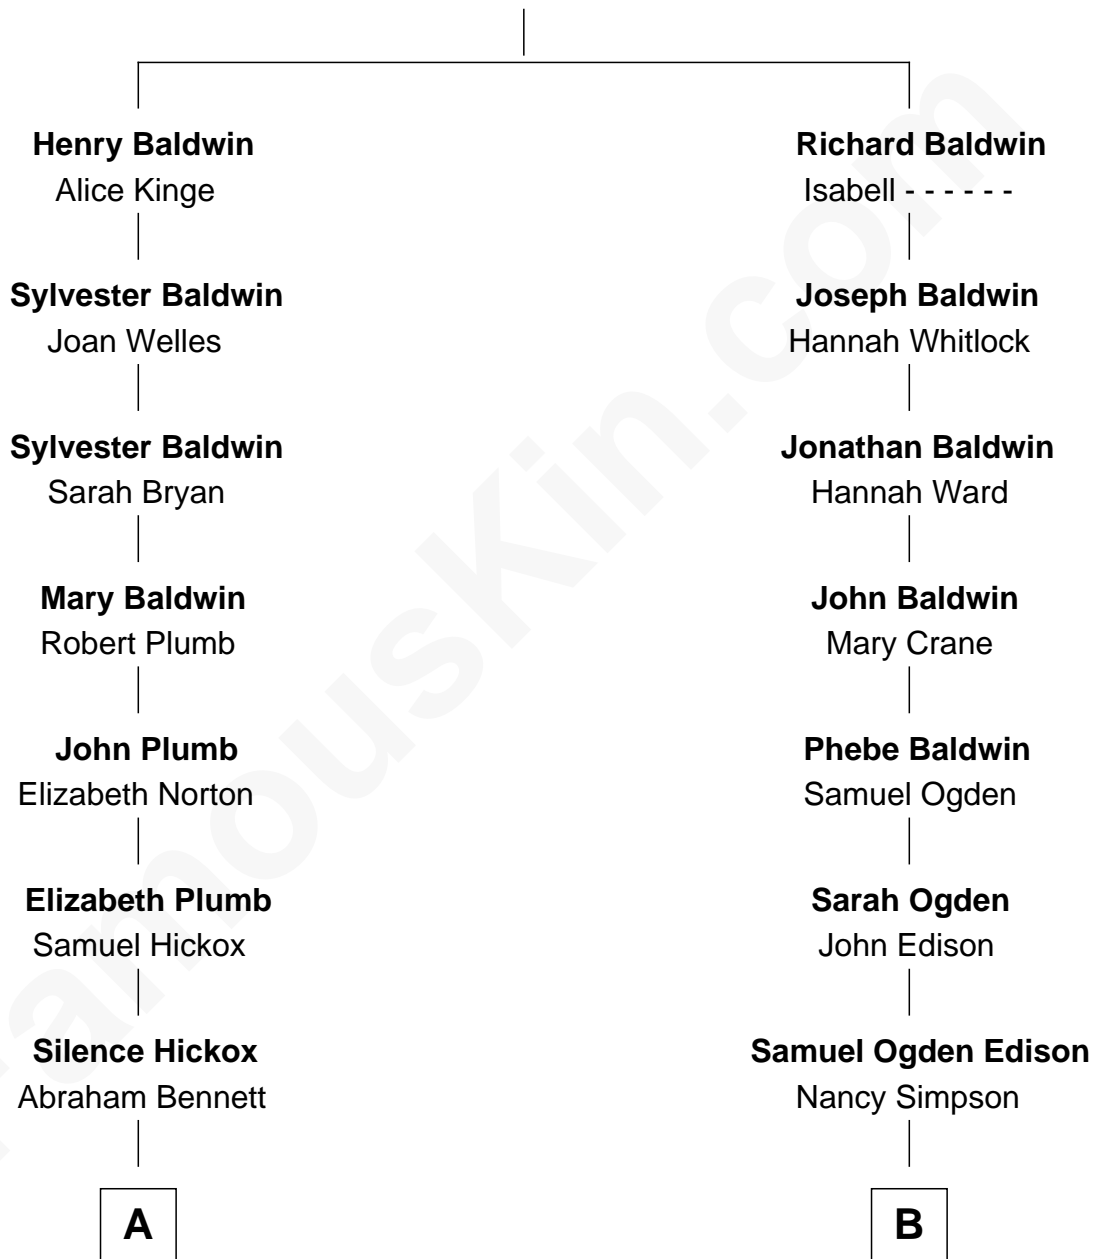 Henry Baldwin
Alice Kinge
Sylvester Baldwin
Joan Welles
Sylvester Baldwin
Sarah Bryan
Mary Baldwin
Robert Plumb
John Plumb
Elizabeth Norton
Elizabeth Plumb
Samuel Hickox
Silence Hickox
Abraham Bennett
A
Richard Baldwin
Isabell - - - - - -
Joseph Baldwin
Hannah Whitlock
Jonathan Baldwin
Hannah Ward
John Baldwin
Mary Crane
Phebe Baldwin
Samuel Ogden
Sarah Ogden
John Edison
Samuel Ogden Edison
Nancy Simpson
B
FamousKin.com